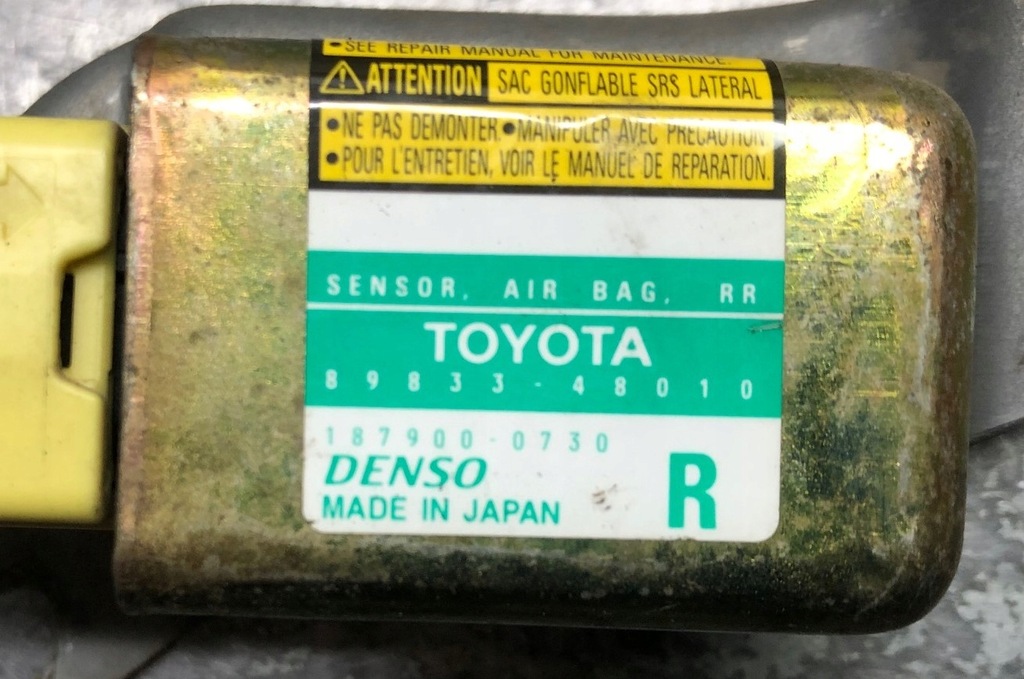 •SEE REPAIR MANUAL FOR MAINTENANCE.
ATTENTION SAC GONFLABLE SRS LATERAL
•NE PAS DEMONTER. •MANIPULER AVEC PRECAUTION
•POUR L'ENTRETIEN, VOIR LE MANUEL DE REPARATION.
SENSOR, AIR BAG, RR
TOYOTA
89833-48010
187900-0730
DENSO
MADE IN JAPAN
R